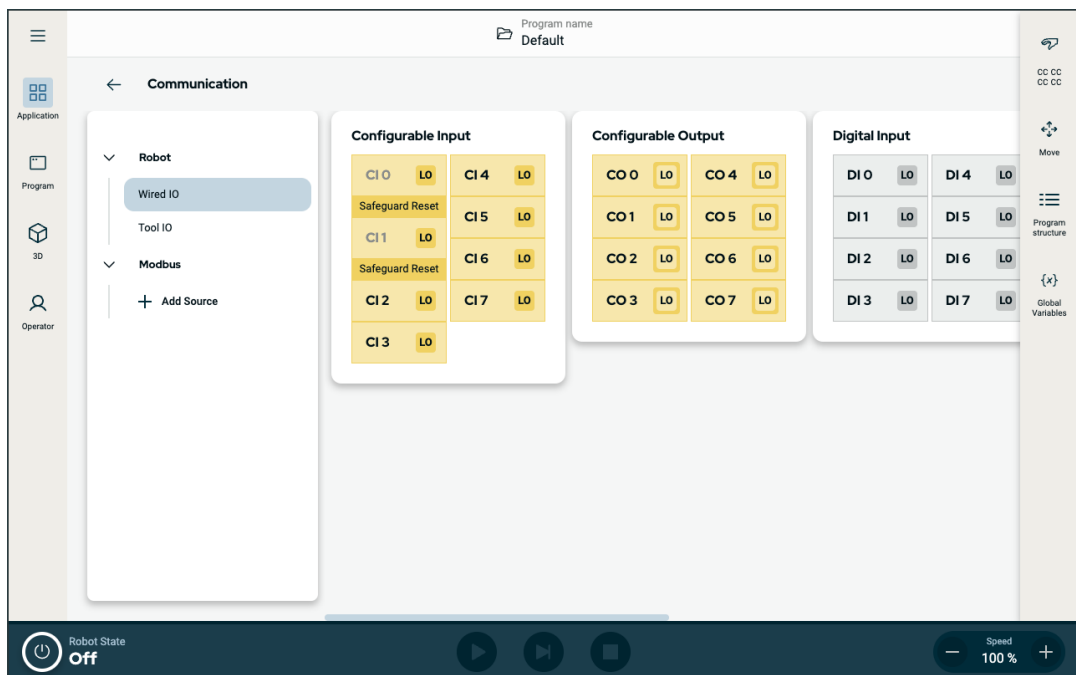 Program name
Default
CC CC
CC CC
Communication
Application
Program
3D
Operator
Robot
Wired IO
Tool IO
Modbus
Add Source
Configurable Input
CI 0 LO CI 4 LO
Safeguard Reset
CI 5 LO
CI 1 LO
CI 6 LO
Safeguard Reset
CI 2 LO CI 7 LO
CI 3 LO
Configurable Output
CO 0 LO CO 4 LO
CO 1 LO CO 5 LO
CO 2 LO CO 6 LO
CO 3 LO CO 7 LO
Digital Input
DI 0 LO DI 4 LO
DI 1 LO DI 5 LO
DI 2 LO DI 6 LO
DI 3 LO DI 7 LO
Move
Program
structure
{x}
Global
Variables
Robot State
Off
Speed
100 %